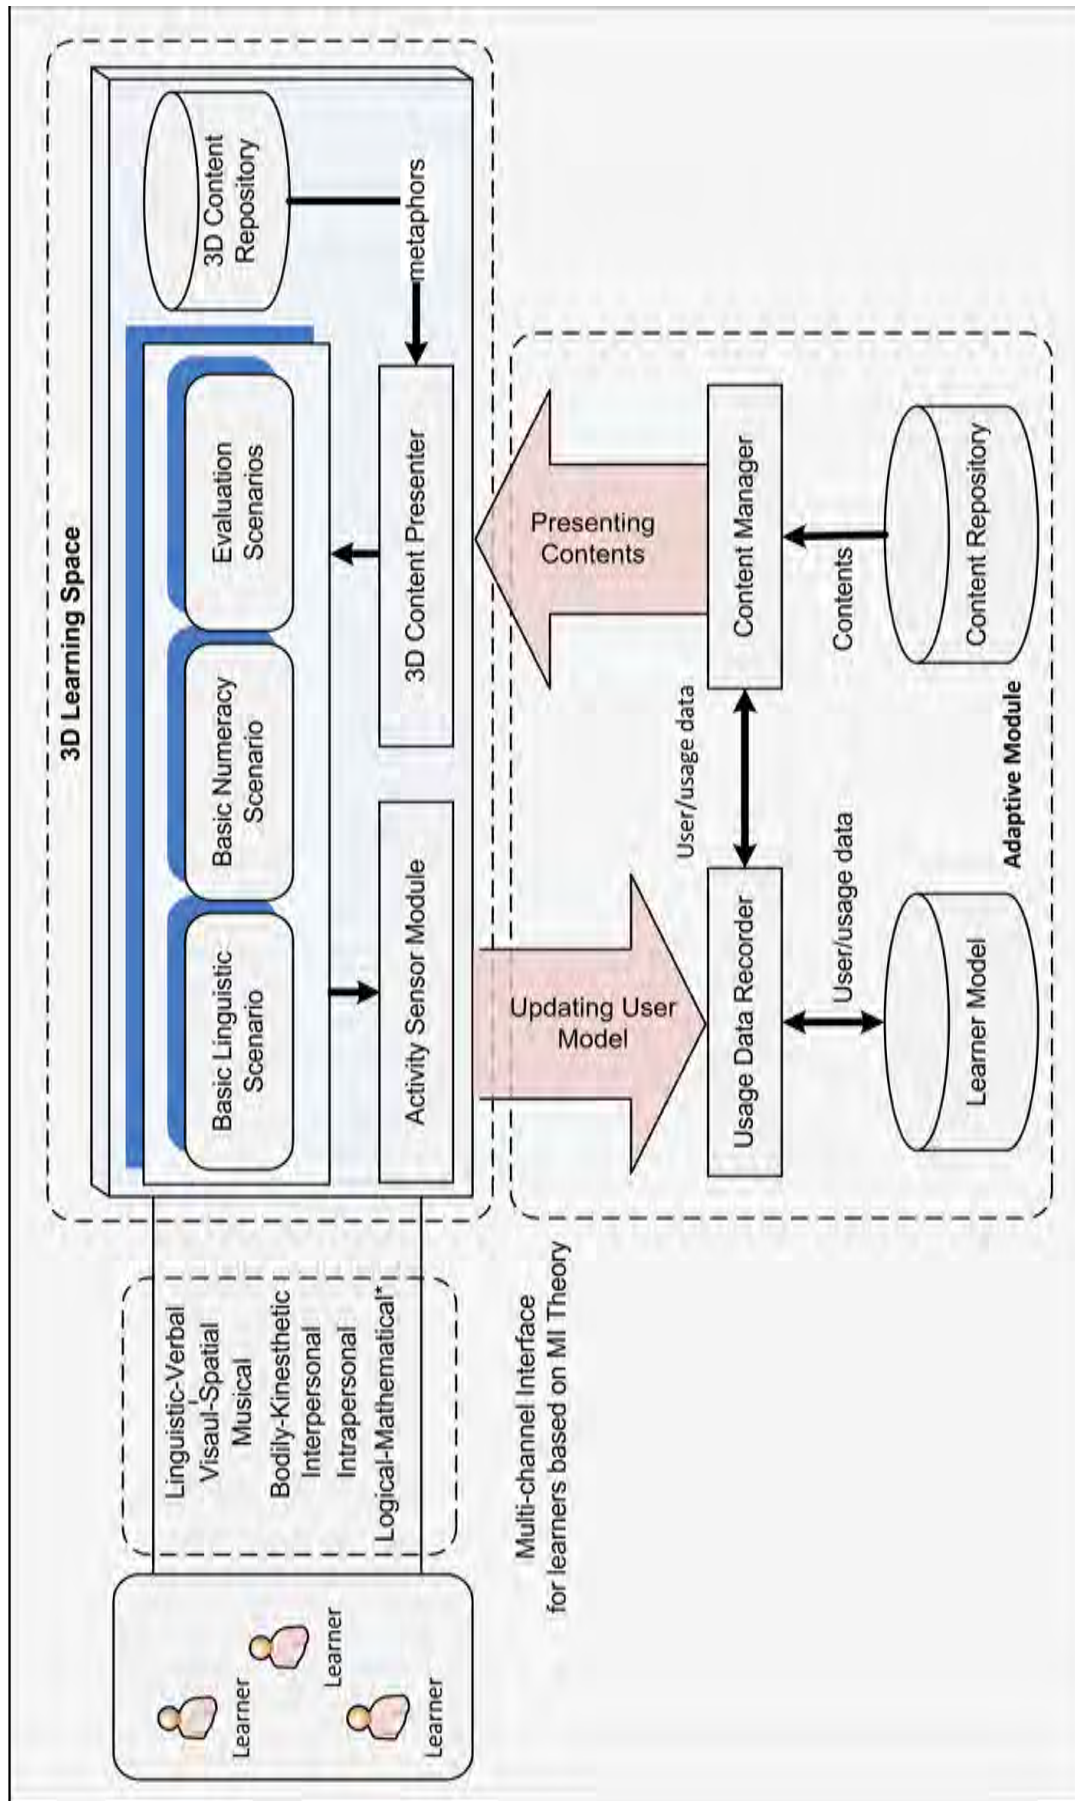 3D Learning Space
Learner
Learner
Learner
Linguistic-Verbal
Visaul-Spatial
Musical
Bodily-Kinesthetic
Interpersonal
Intrapersonal
Logical-Mathematical*
Multi-channel Interface
for learners based on MI Theory
Basic Linguistic
Scenario
Basic Numeracy
Scenario
Evaluation
Scenarios
3D Content
Repository
metaphors
Activity Sensor Module
3D Content Presenter
Updating User
Model
Presenting
Contents
User/usage data
Usage Data Recorder
Content Manager
User/usage data
Contents
Learner Model
Content Repository
Adaptive Module